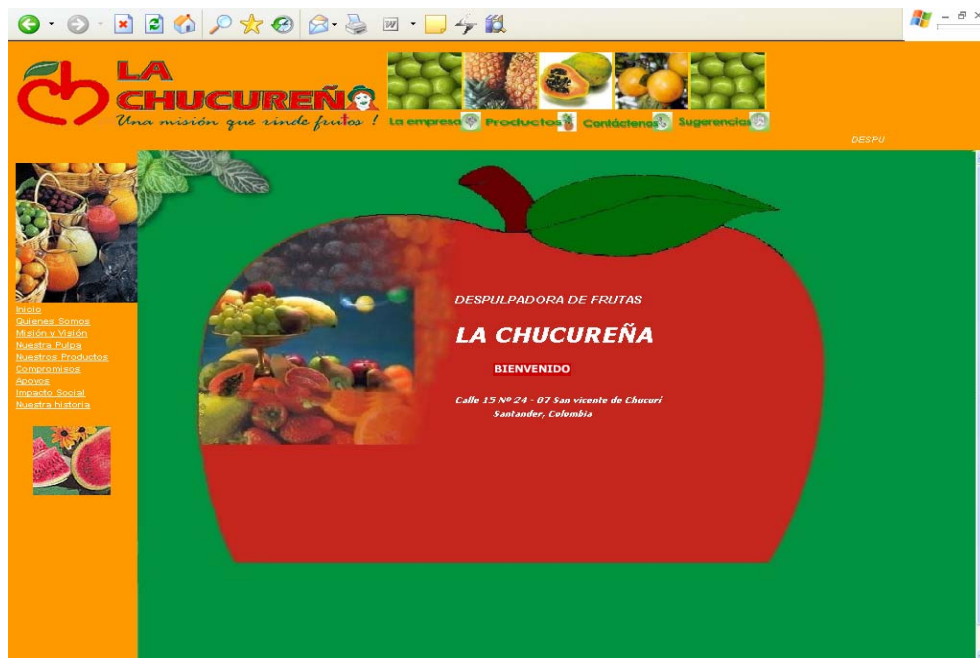 LA
CHUCUREÑA
Una misión que rinde frutos !
La empresa
Productos
Contáctenos
Sugerencias
DESPU
Inicio
Quienes Somos
Misión y Visión
Nuestra Pulpa
Nuestros Productos
Compromisos
Apoyos
Impacto Social
Nuestra historia
DESPULPADORA DE FRUTAS
LA CHUCUREÑA
BIENVENIDO
Calle 15 Nº 24 - 07 San vicente de Chucuri
Santander, Colombia